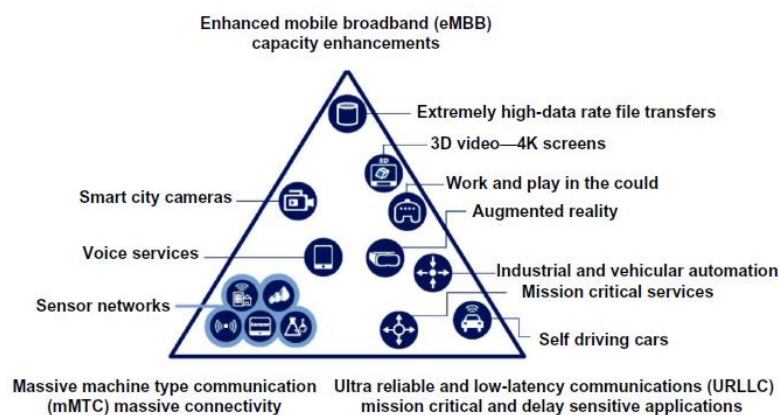 Enhanced mobile broadband (eMBB)
capacity enhancements
Extremely high-data rate file transfers
3D video—4K screens
3D
Work and play in the could
Smart city cameras
Augmented reality
Voice services
Industrial and vehicular automation
Sensor networks
Mission critical services
Self driving cars
Massive machine type communication
(mMTC) massive connectivity
Ultra reliable and low-latency communications (URLLC)
mission critical and delay sensitive applications